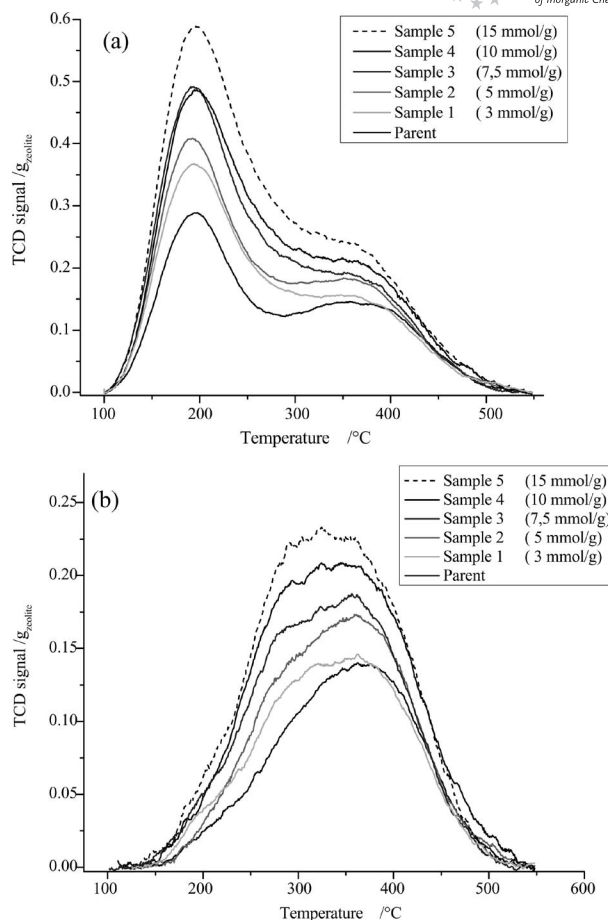 of Inorganic Che
(a)
Sample 5 (15 mmol/g)
Sample 4 (10 mmol/g)
Sample 3 (7,5 mmol/g)
Sample 2 ( 5 mmol/g)
Sample 1 ( 3 mmol/g)
Parent
TCD signal /g_zeolite
0.6
0.5
0.4
0.3
0.2
0.1
0.0
100 200 300 400 500
Temperature /°C
(b)
Sample 5 (15 mmol/g)
Sample 4 (10 mmol/g)
Sample 3 (7,5 mmol/g)
Sample 2 ( 5 mmol/g)
Sample 1 ( 3 mmol/g)
Parent
TCD signal /g_zeolite
0.25
0.20
0.15
0.10
0.05
0.00
100 200 300 400 500 600
Temperature /°C